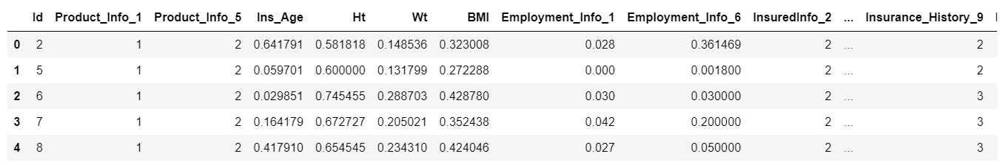 Id Product_Info_1 Product_Info_5 Ins_Age Ht Wt BMI Employment_Info_1 Employment_Info_6 InsuredInfo_2 ... Insurance_History_9
0 2 1 2 0.641791 0.581818 0.148536 0.323008 0.028 0.361469 2 ... 2
1 5 1 2 0.059701 0.600000 0.131799 0.272288 0.000 0.001800 2 ... 2
2 6 1 2 0.029851 0.745455 0.288703 0.428780 0.030 0.030000 2 ... 3
3 7 1 2 0.164179 0.672727 0.205021 0.352438 0.042 0.200000 2 ... 3
4 8 1 2 0.417910 0.654545 0.234310 0.424046 0.027 0.050000 2 ... 3